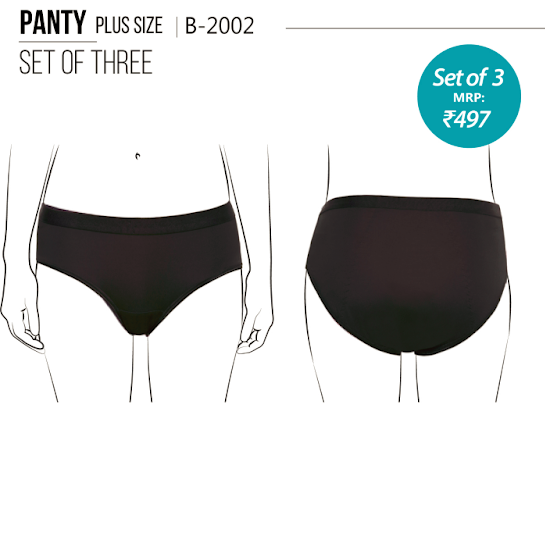 PANTY PLUS SIZE | B-2002
SET OF THREE
Set of 3
MRP:
₹497